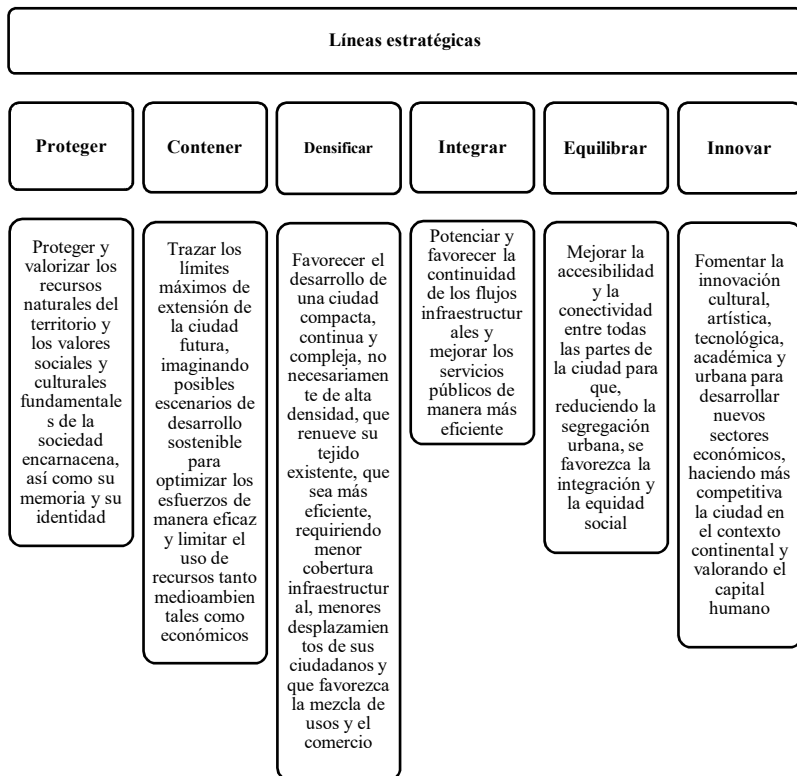 Líneas estratégicas
Proteger
Contener
Densificar
Integrar
Equilibrar
Innovar
Proteger y
valorizar los
recursos
naturales del
territorio y
los valores
sociales y
culturales
fundamentale
s de la
sociedad
encarnacena,
así como su
memoria y su
identidad
Trazar los
límites
máximos de
extensión de
la ciudad
futura,
imaginando
posibles
escenarios de
desarrollo
sostenible
para
optimizar los
esfuerzos de
manera eficaz
y limitar el
uso de
recursos tanto
medioambien
tales como
económicos
Favorecer el
desarrollo de
una ciudad
compacta,
continua y
compleja, no
necesariamen
te de alta
densidad, que
renueve su
tejido
existente, que
sea más
eficiente,
requiriendo
menor
cobertura
infraestructur
al, menores
desplazamien
tos de sus
ciudadanos y
que favorezca
la mezcla de
usos y el
comercio
Potenciar y
favorecer la
continuidad
de los flujos
infraestructur
ales y
mejorar los
servicios
públicos de
manera más
eficiente
Mejorar la
accesibilidad
y la
conectividad
entre todas
las partes de
la ciudad para
que,
reduciendo la
segregación
urbana, se
favorezca la
integración y
la equidad
social
Fomentar la
innovación
cultural,
artística,
tecnológica,
académica y
urbana para
desarrollar
nuevos
sectores
económicos,
haciendo más
competitiva
la ciudad en
el contexto
continental y
valorando el
capital
humano